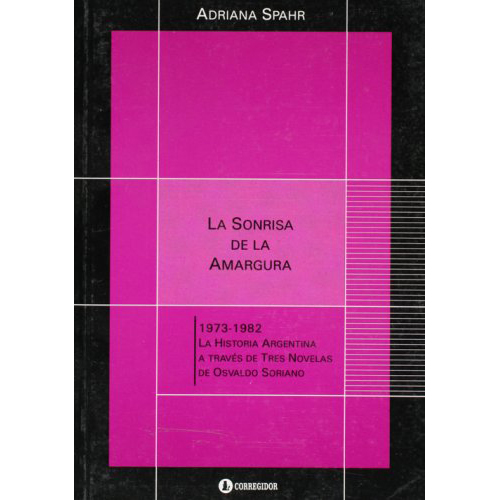 ADRIANA SPAHR
LA SONRISA
DE LA
AMARGURA
1973-1982
LA HISTORIA ARGENTINA
A TRAVÉS DE TRES NOVELAS
DE OSVALDO SORIANO
CORREGIDOR